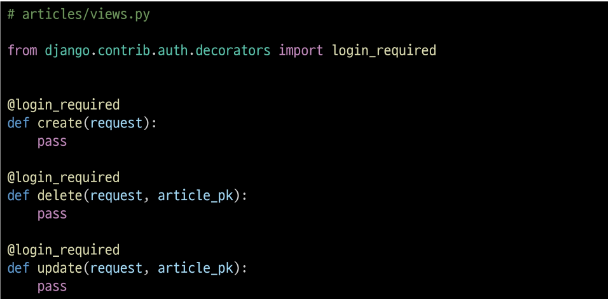 # articles/views.py
from django.contrib.auth.decorators import login_required
@login_required
def create(request):
    pass
@login_required
def delete(request, article_pk):
    pass
@login_required
def update(request, article_pk):
    pass